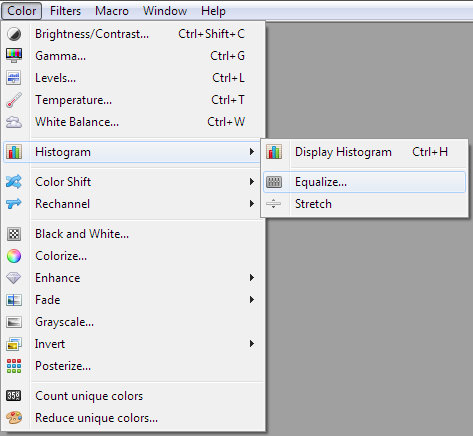 Color Filters Macro Window Help
Brightness/Contrast... Ctrl+Shift+C
Gamma... Ctrl+G
Levels... Ctrl+L
Temperature... Ctrl+T
White Balance... Ctrl+W
Histogram
Display Histogram Ctrl+H
Equalize...
Stretch
Color Shift
Rechannel
Black and White...
Colorize...
Enhance
Fade
Grayscale...
Invert
Posterize...
350 Count unique colors
Reduce unique colors...